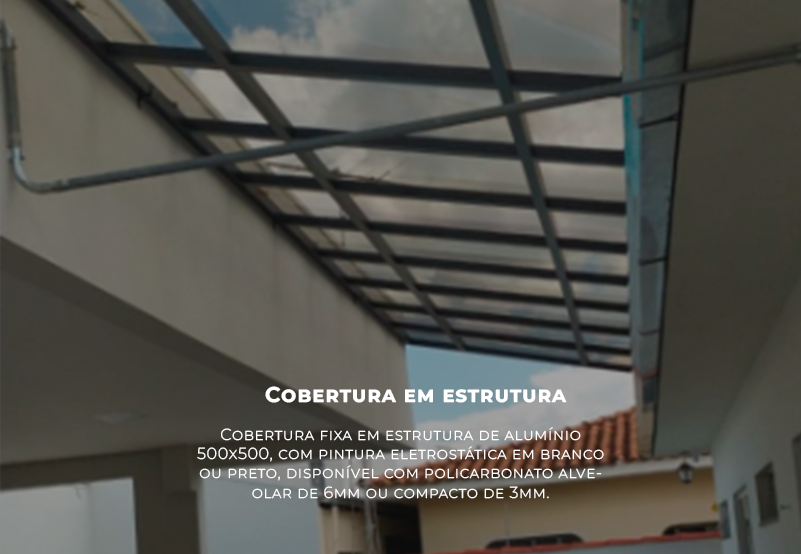 Cobertura em estrutura
Cobertura fixa em estrutura de alumínio
500x500, com pintura eletrostática em branco
ou preto, disponível com policarbonato alve-
olar de 6mm ou compacto de 3mm.